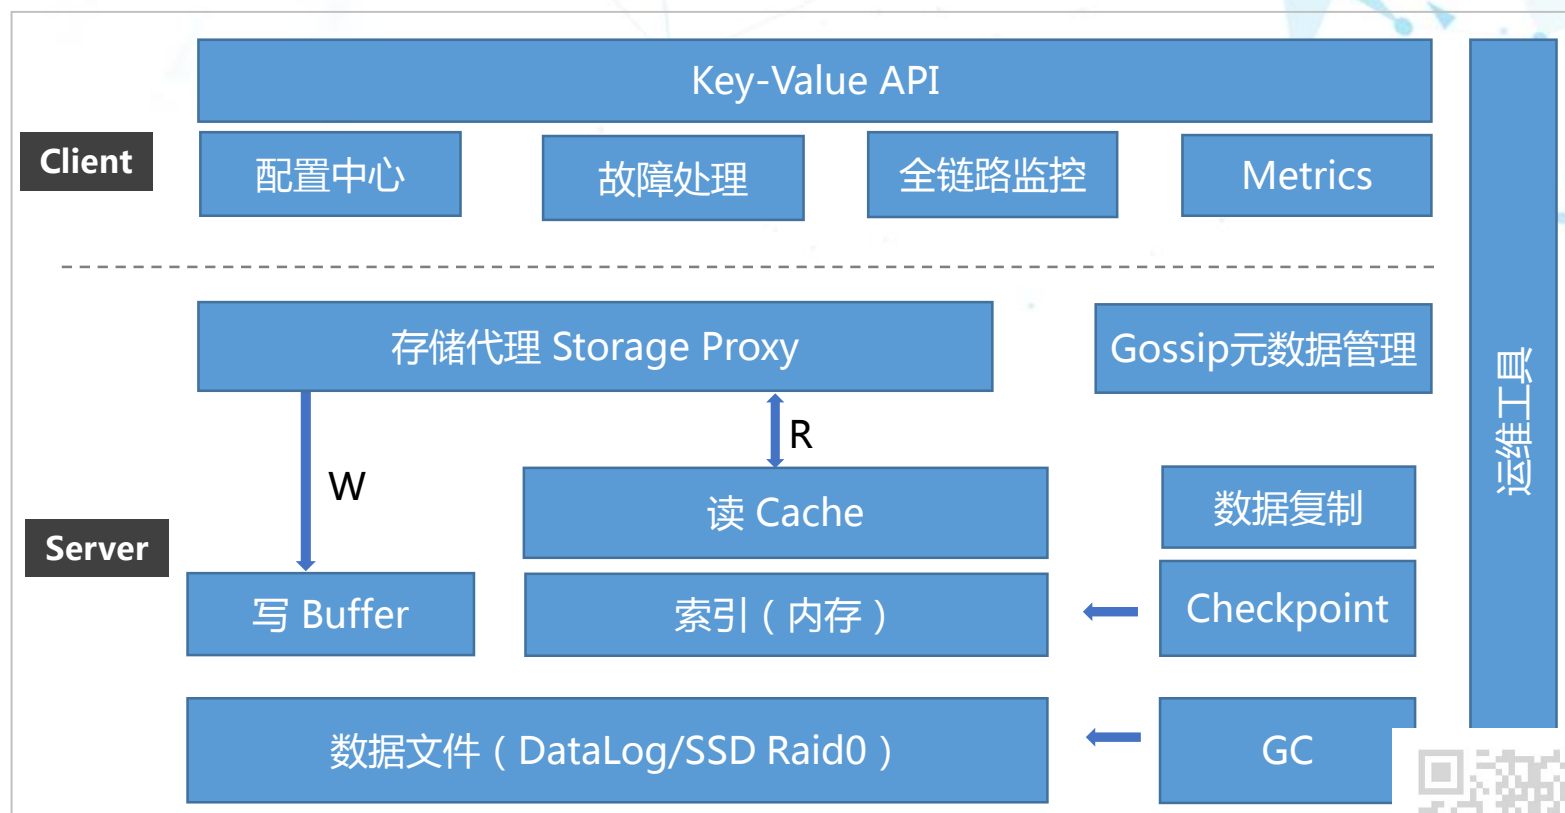 Key-Value API
Client
配置中心
故障处理
全链路监控
Metrics
存储代理 Storage Proxy
Gossip元数据管理
运维工具
W
R
读 Cache
数据复制
Server
写 Buffer
索引（内存）
Checkpoint
数据文件（DataLog/SSD Raid0）
GC